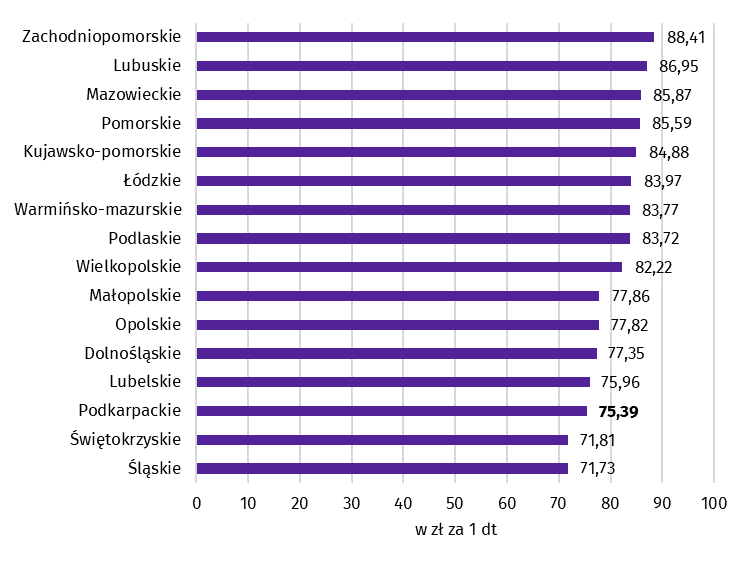 Zachodniopomorskie 88,41
Lubuskie 86,95
Mazowieckie 85,87
Pomorskie 85,59
Kujawsko-pomorskie 84,88
Łódzkie 83,97
Warmińsko-mazurskie 83,77
Podlaskie 83,72
Wielkopolskie 82,22
Małopolskie 77,86
Opolskie 77,82
Dolnośląskie 77,35
Lubelskie 75,96
Podkarpackie 75,39
Świętokrzyskie 71,81
Śląskie 71,73
0 10 20 30 40 50 60 70 80 90 100
w zł za 1 dt